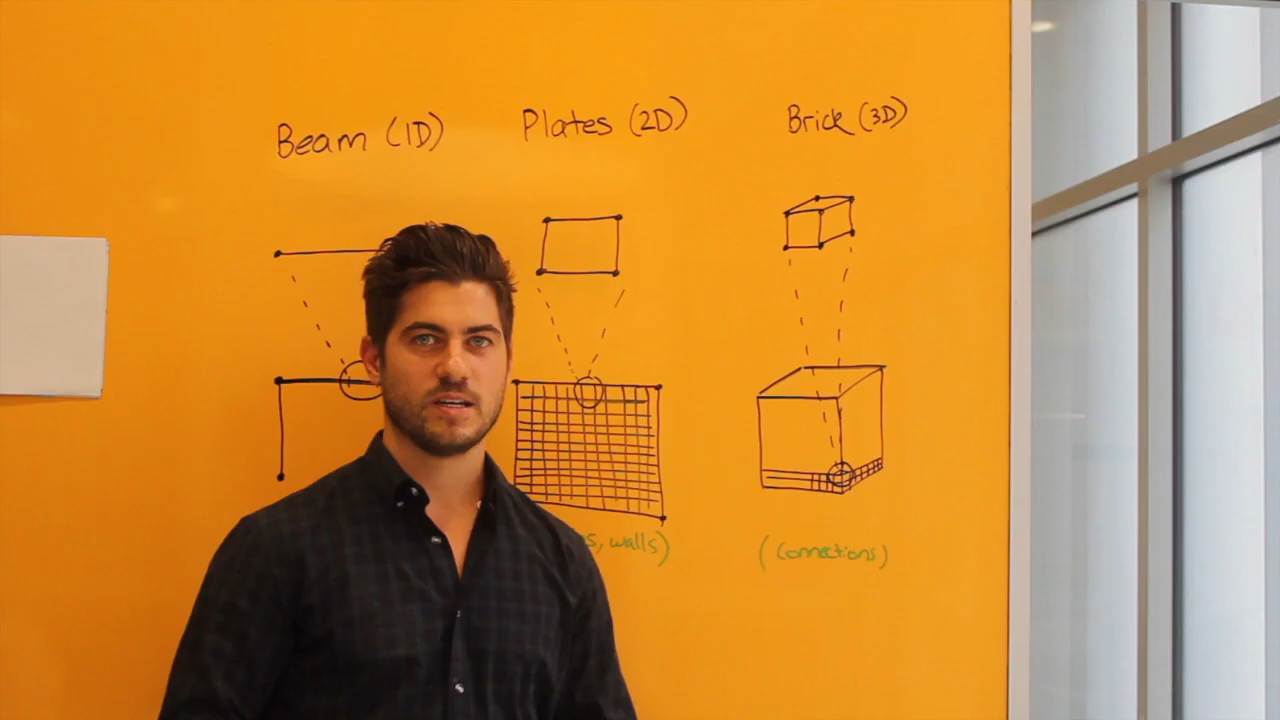 Beam (1D)
Plates (2D)
Brick (3D)
walls)
(connections)